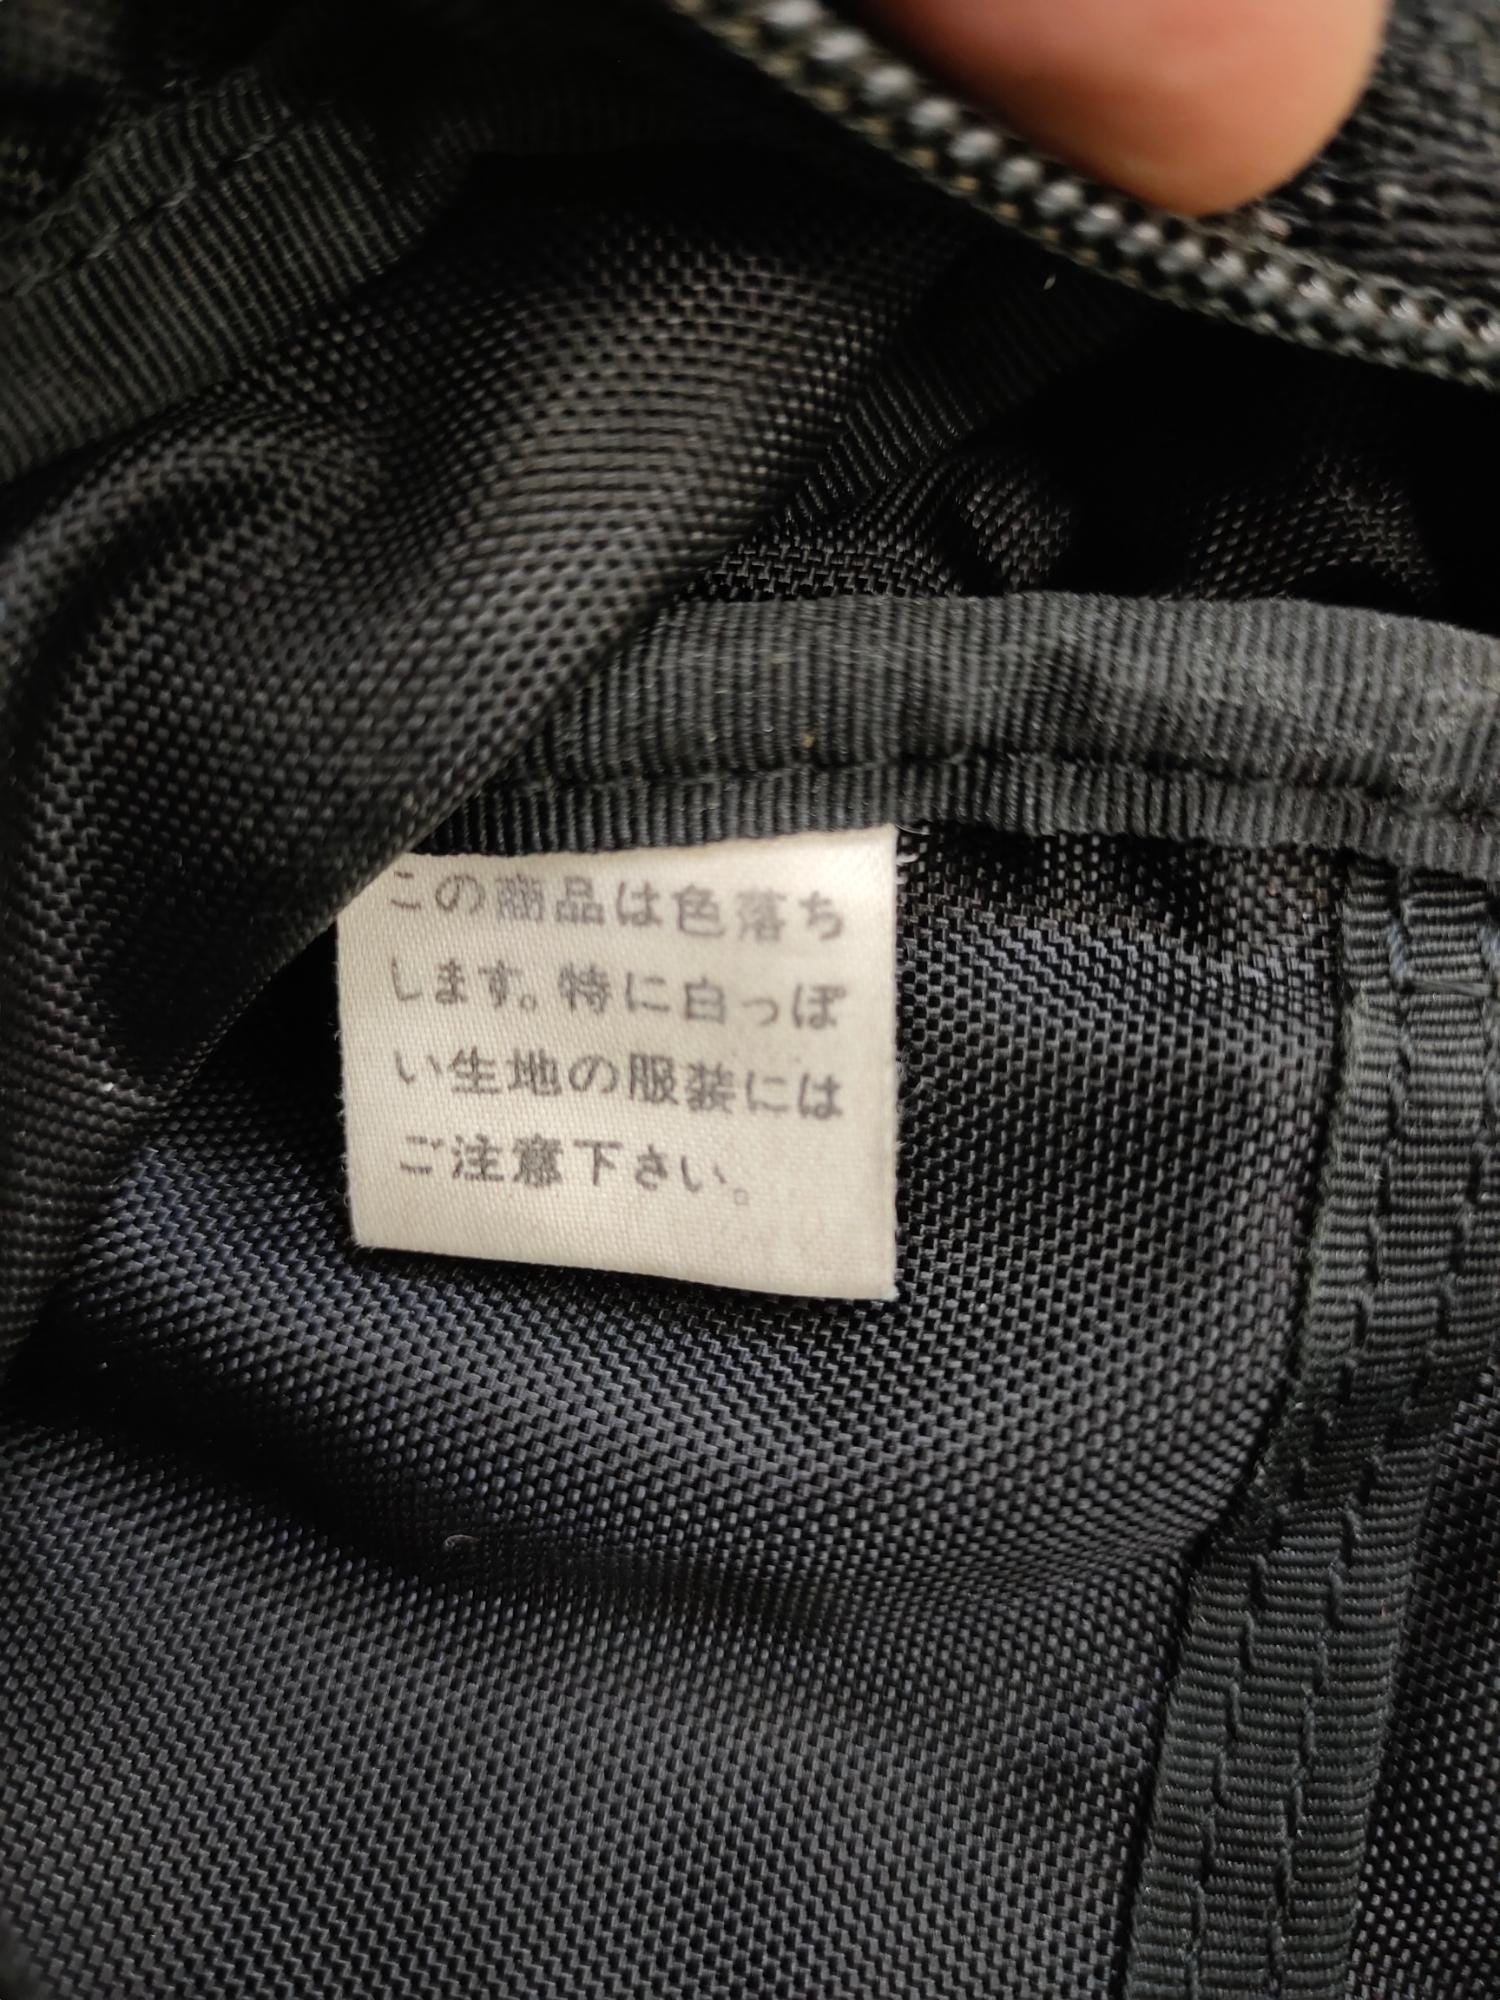 この商品は色落ち
します。特に白っぽ
い生地の服装には
ご注意下さい。